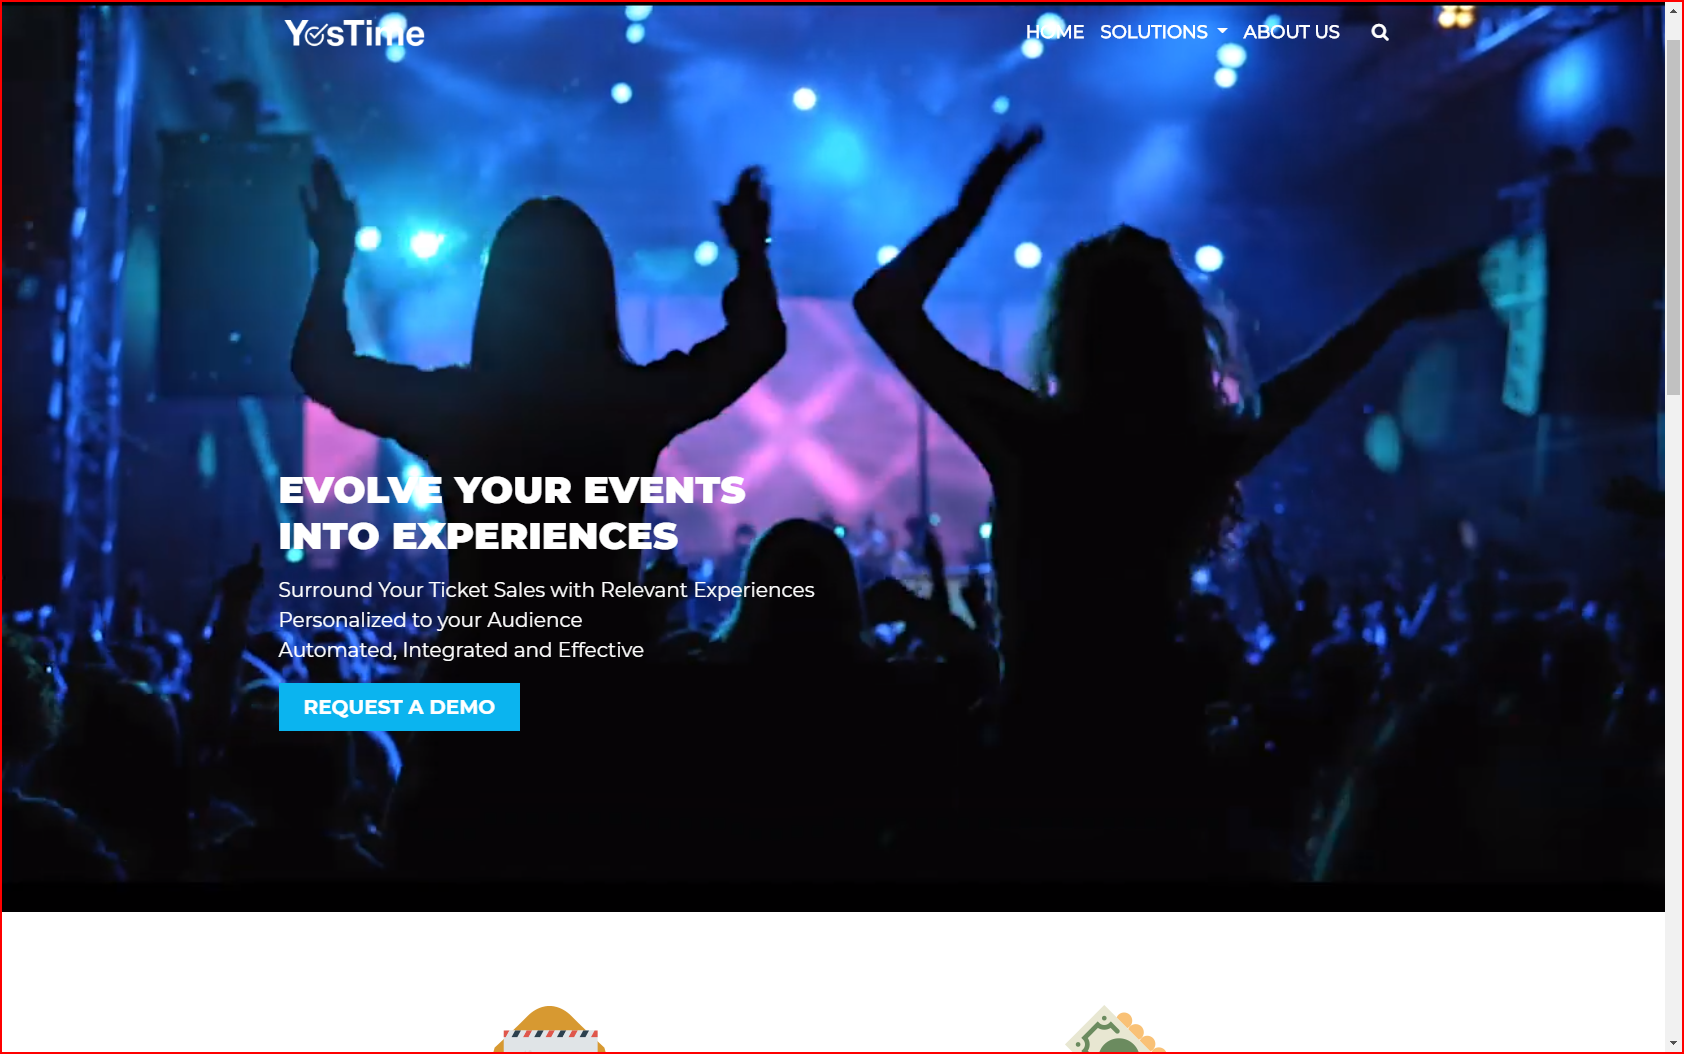 YesTime
HOME SOLUTIONS ABOUT US
EVOLVE YOUR EVENTS
INTO EXPERIENCES
Surround Your Ticket Sales with Relevant Experiences
Personalized to your Audience
Automated, Integrated and Effective
REQUEST A DEMO